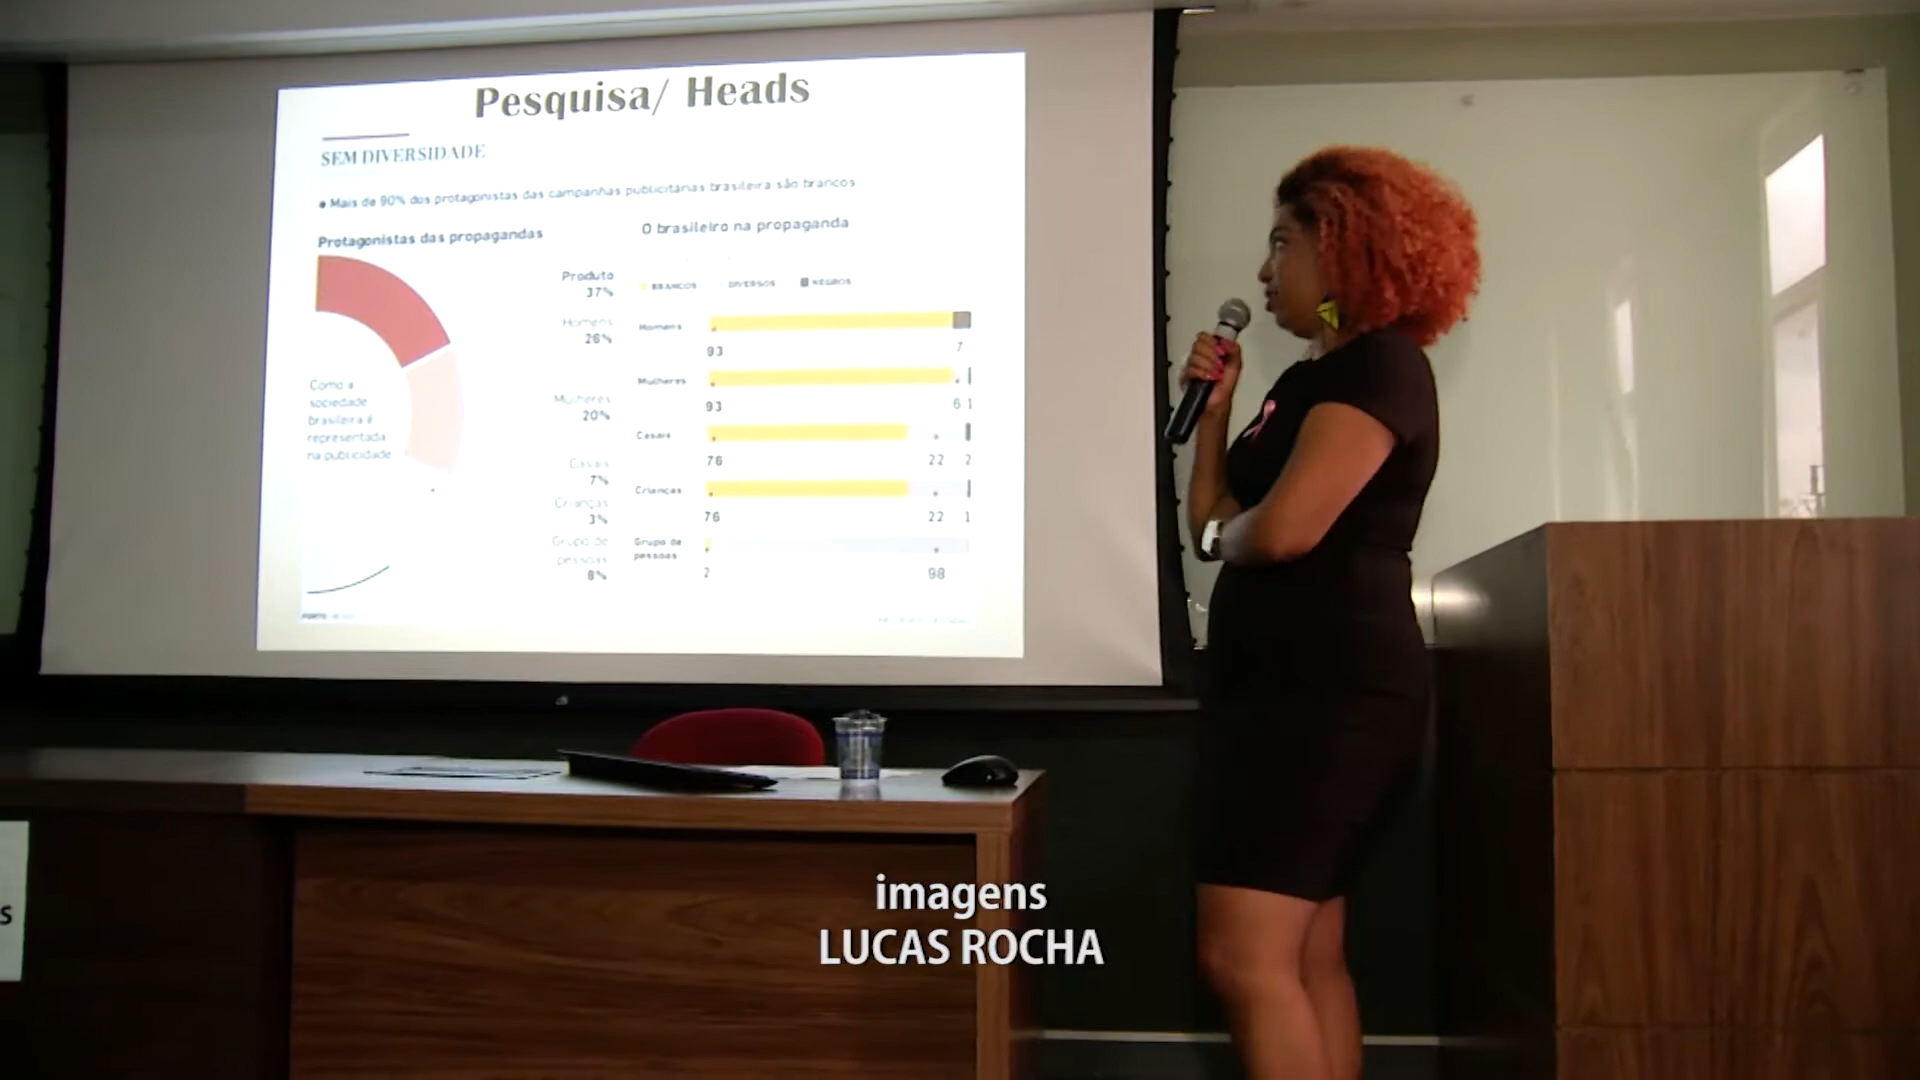 Pesquisa/ Heads
SEM DIVERSIDADE
Mais de 90% dos protagonistas das campanhas publicitárias brasileira são brancos
Protagonistas das propagandas
O brasileiro na propaganda
Como a
sociedade
brasileira é
representada
na publicidade
Produto
37%
Homens
26%
Mulheres
20%
Casais
7%
Crianças
3%
Grupo de
pessoas
8%
BRANCOS DIVERSOS NEGROS
Homens
93 7
Mulheres
93 6 1
Casais
76 22 2
Crianças
76 22 1
Grupo de
pessoas
2 98
S
imagens
LUCAS ROCHA